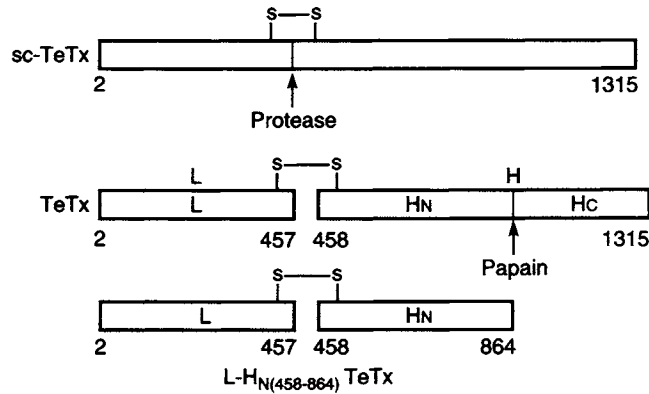 S S
sc-TeTx
2 1315
Protease
S S
L H
TeTx L HN HC
2 457 458 1315
Papain
S S
L HN
2 457 458 864
L-HN(458-864) TeTx